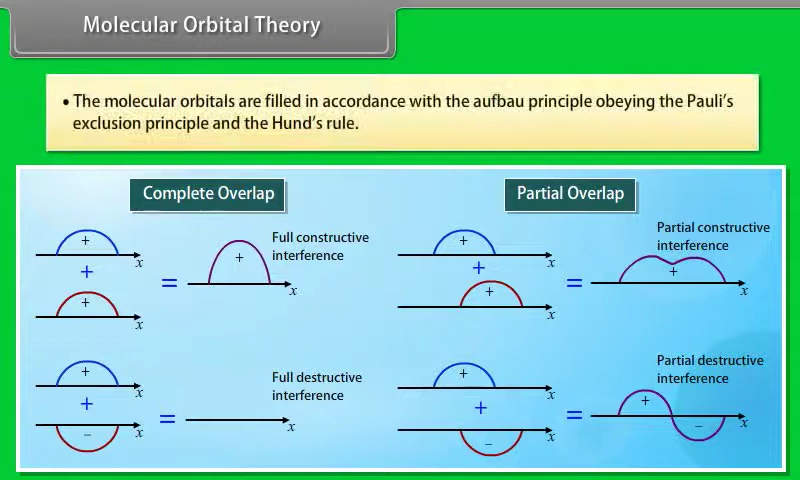 Molecular Orbital Theory
• The molecular orbitals are filled in accordance with the aufbau principle obeying the Pauli's
exclusion principle and the Hund's rule.
Complete Overlap
+
x
+
+
x
=
+
x
Full constructive
interference
+
x
+
−
x
=
x
Full destructive
interference
Partial Overlap
+
x
+
+
x
=
+
x
Partial constructive
interference
+
x
+
−
x
=
+
−
x
Partial destructive
interference